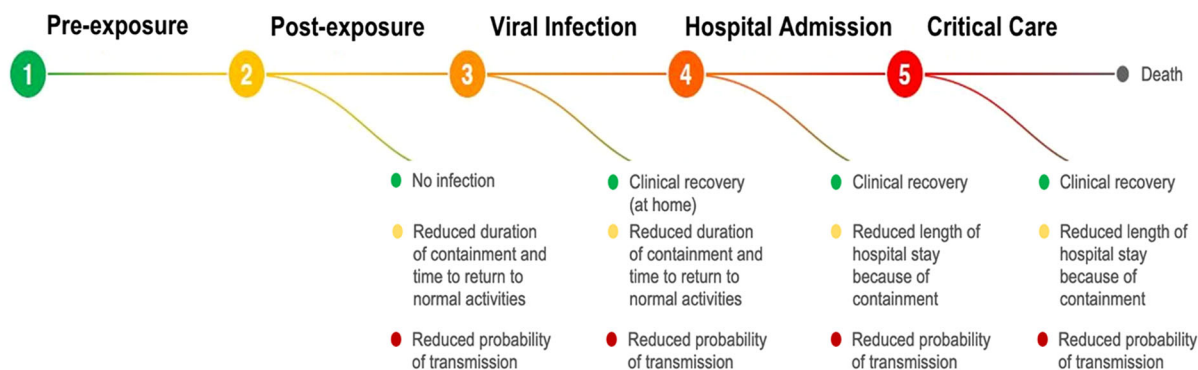 Pre-exposure
Post-exposure
Viral Infection
Hospital Admission
Critical Care
1
2
3
4
5
Death
No infection
Reduced duration
of containment and
time to return to
normal activities
Reduced probability
of transmission
Clinical recovery
(at home)
Reduced duration
of containment and
time to return to
normal activities
Reduced probability
of transmission
Clinical recovery
Reduced length of
hospital stay
because of
containment
Reduced probability
of transmission
Clinical recovery
Reduced length of
hospital stay
because of
containment
Reduced probability
of transmission